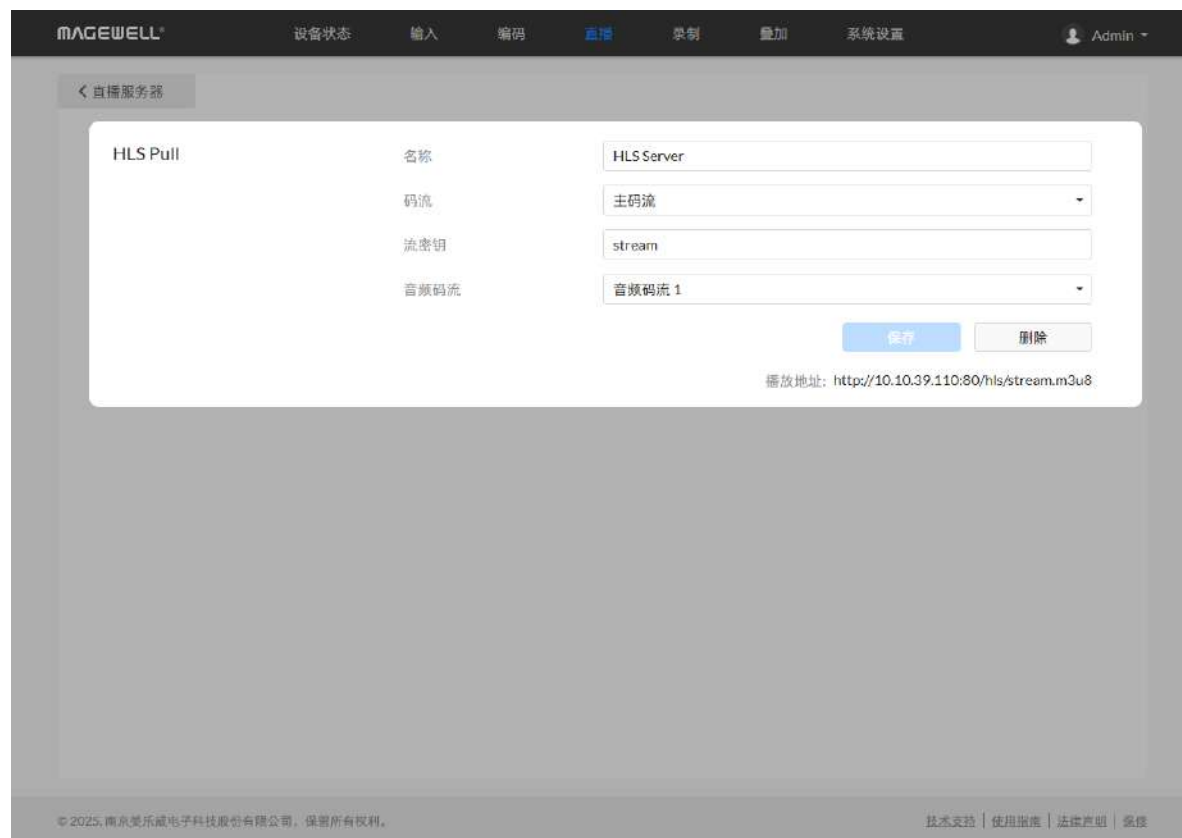 MAGEWELL 设备状态 输入 编码 直播 录制 叠加 系统设置 Admin
直播服务器
HLS Pull 名称 HLS Server
码流 主码流
流密钥 stream
音频码流 音频码流 1
保存 删除
播放地址: http://10.10.39.110:80/hls/stream.m3u8
© 2025, 南京美乐威电子科技股份有限公司, 保留所有权利。 技术支持 | 使用报告 | 法律声明 | 保修